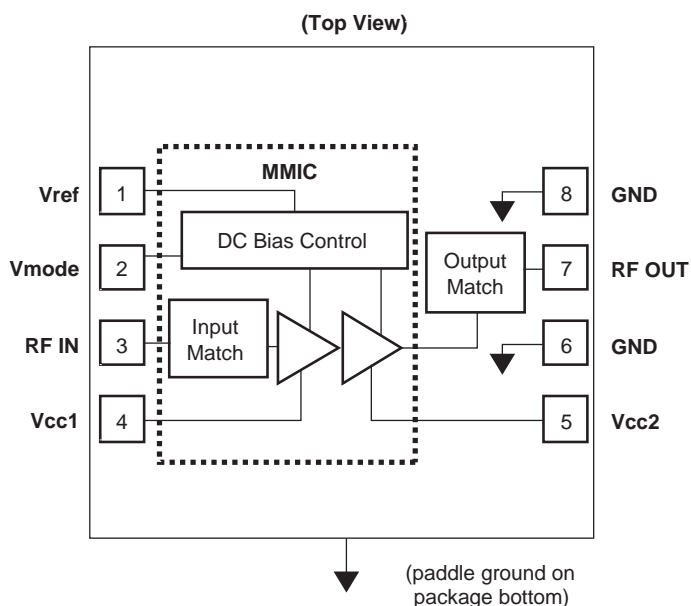 (Top View)
MMIC
Vref
1
8
GND
DC Bias Control
Vmode
2
Output
Match
7
RF OUT
RF IN
3
Input
Match
6
GND
Vcc1
4
5
Vcc2
(paddle ground on
package bottom)